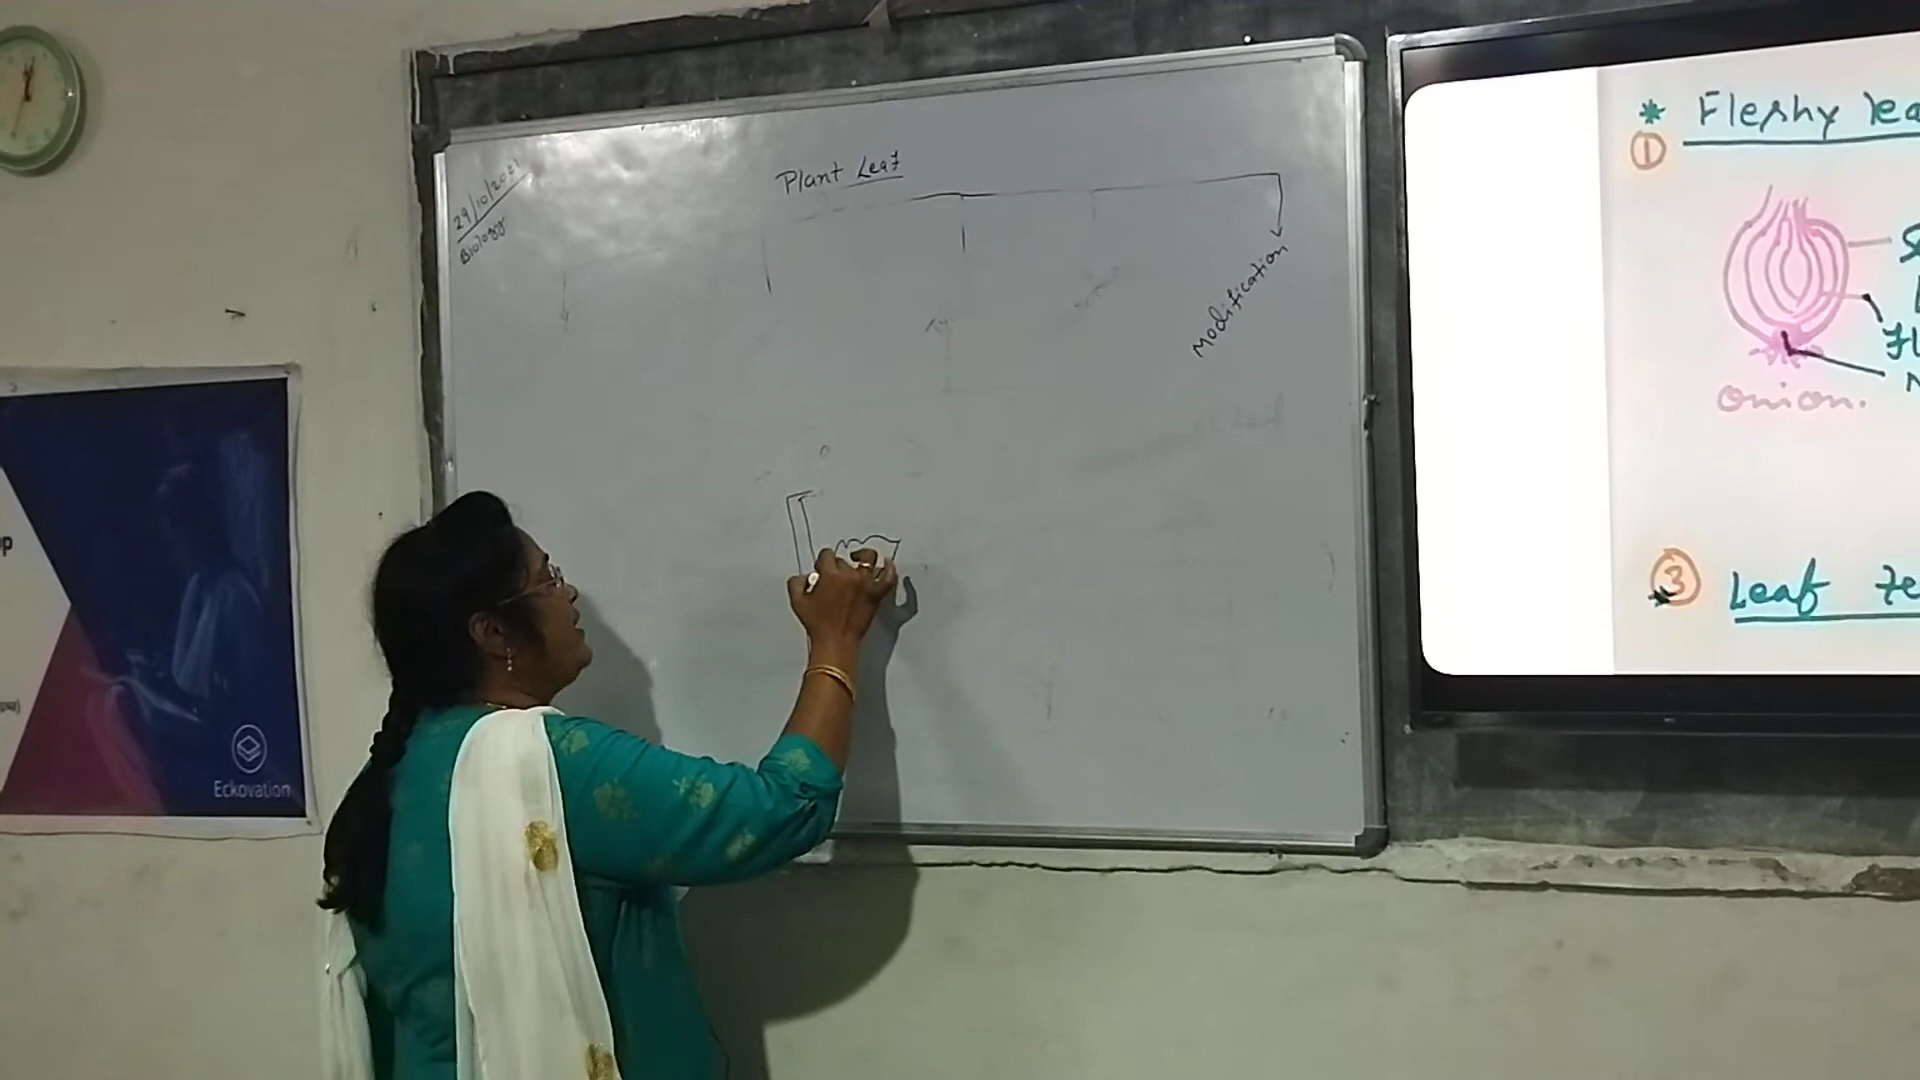 29/10/2021
Biology
Plant Leaf
Modification
* Fleshy lea
①
onion.
③ Leaf Te
Eckovation